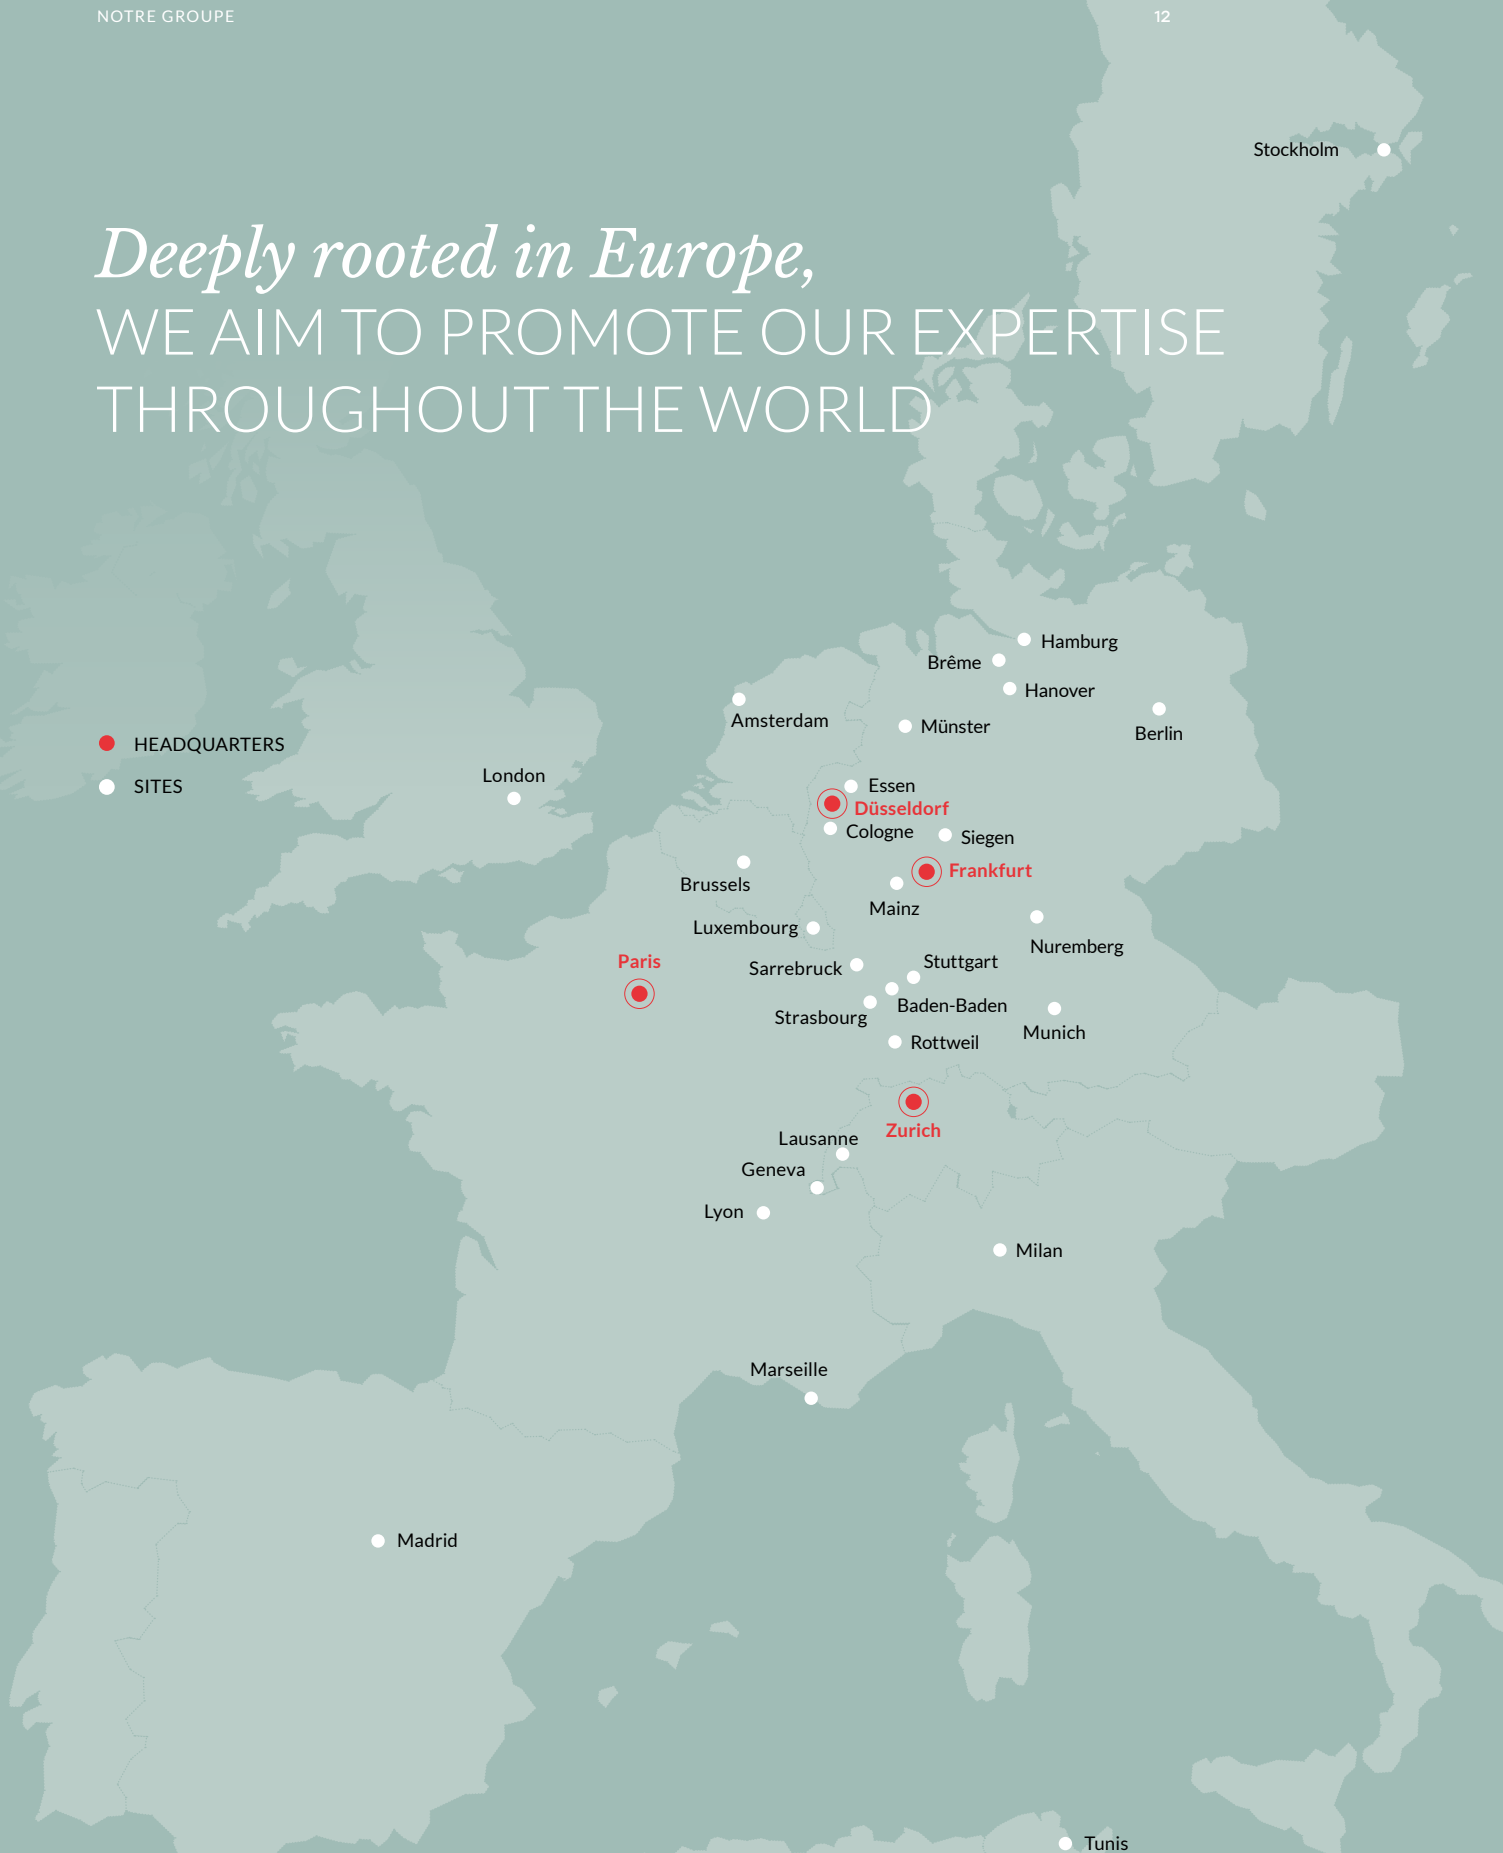 NOTRE GROUPE
12
Stockholm
Deeply rooted in Europe,
WE AIM TO PROMOTE OUR EXPERTISE
THROUGHOUT THE WORLD
Hamburg
Brême
Hanover
Amsterdam
Münster
Berlin
HEADQUARTERS
SITES
London
Essen
Düsseldorf
Cologne
Siegen
Frankfurt
Brussels
Mainz
Luxembourg
Nuremberg
Paris
Sarrebruck
Stuttgart
Baden-Baden
Strasbourg
Munich
Rottweil
Zurich
Lausanne
Geneva
Lyon
Milan
Marseille
Madrid
Tunis